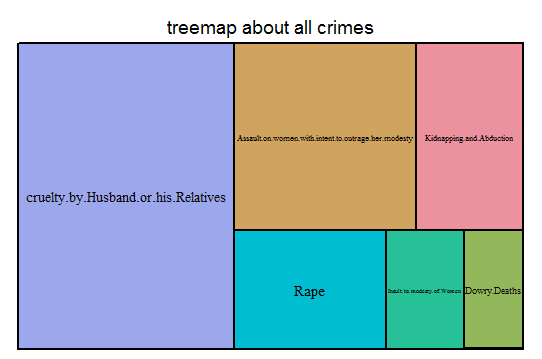 treemap about all crimes
Assault.on.women.with.intent.to.outrage.her.modesty
Kidnapping.and.Abduction
cruelty.by.Husband.or.his.Relatives
Rape
Insult.to.modesty.of.Women
Dowry.Deaths